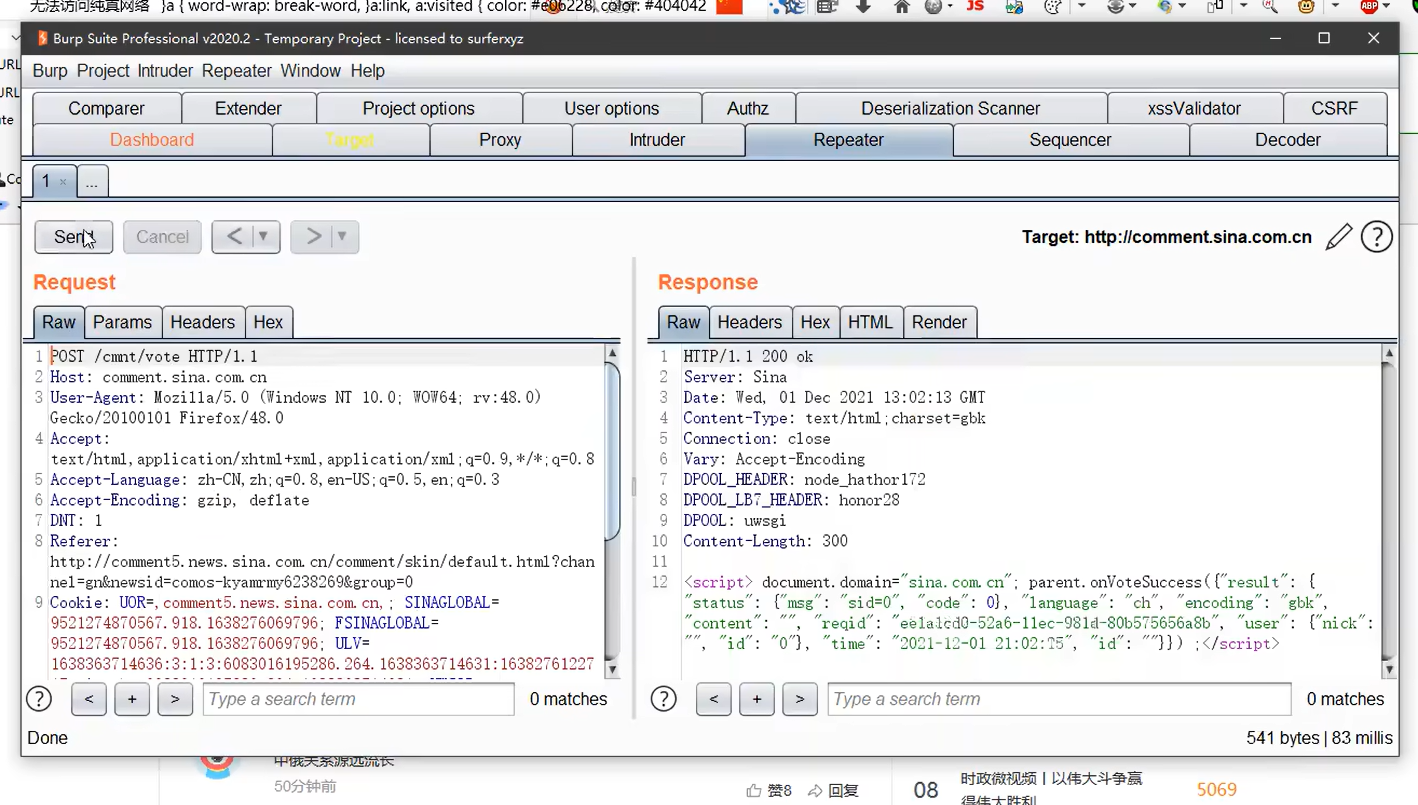 无法访问纯真网络 }a { word-wrap: break-word, }a:link, a:visited { color: #e06228, color: #404042
JS
ABP
URL
URL
Burp Suite Professional v2020.2 - Temporary Project - licensed to surferxyz
Burp Project Intruder Repeater Window Help
Comparer Extender Project options User options Authz Deserialization Scanner xssValidator CSRF
Dashboard Target Proxy Intruder Repeater Sequencer Decoder
1 × ...
Send Cancel < > Target: http://comment.sina.com.cn ?
Request
Raw Params Headers Hex
1 POST /cmnt/vote HTTP/1.1
2 Host: comment.sina.com.cn
3 User-Agent: Mozilla/5.0 (Windows NT 10.0; WOW64; rv:48.0)
Gecko/20100101 Firefox/48.0
4 Accept:
text/html,application/xhtml+xml,application/xml;q=0.9,*/*;q=0.8
5 Accept-Language: zh-CN,zh;q=0.8,en-US;q=0.5,en;q=0.3
6 Accept-Encoding: gzip, deflate
7 DNT: 1
8 Referer:
http://comment5.news.sina.com.cn/comment/skin/default.html?chan
nel=gn&newsid=comos-kyamrmy6238269&group=0
9 Cookie: UOR=,comment5.news.sina.com.cn,; SINAGLOBAL=
9521274870567.918.1638276069796; FSINAGLOBAL=
9521274870567.918.1638276069796; ULV=
1638363714636:3:1:3:6083016195286.264.1638363714631:16382761227
? < + > Type a search term 0 matches
Response
Raw Headers Hex HTML Render
1 HTTP/1.1 200 ok
2 Server: Sina
3 Date: Wed, 01 Dec 2021 13:02:13 GMT
4 Content-Type: text/html;charset=gbk
5 Connection: close
6 Vary: Accept-Encoding
7 DPOOL_HEADER: node_hathor172
8 DPOOL_LB7_HEADER: honor28
9 DPOOL: uwsgi
10 Content-Length: 300
11
12 <script> document.domain="sina.com.cn"; parent.onVoteSuccess({"result": {
"status": {"msg": "sid=0", "code": 0}, "language": "ch", "encoding": "gbk",
"content": "", "reqid": "ee1a1cd0-52a6-11ec-981d-80b575656a8b", "user": {"nick":
"", "id": "0"}, "time": "2021-12-01 21:02:25", "id": ""}}) ;</script>
? < + > Type a search term 0 matches
Done 541 bytes | 83 millis
中俄关系源远流长
50分钟前
赞8 回复
08 时政微视频丨以伟大斗争赢
得伟大胜利
5069